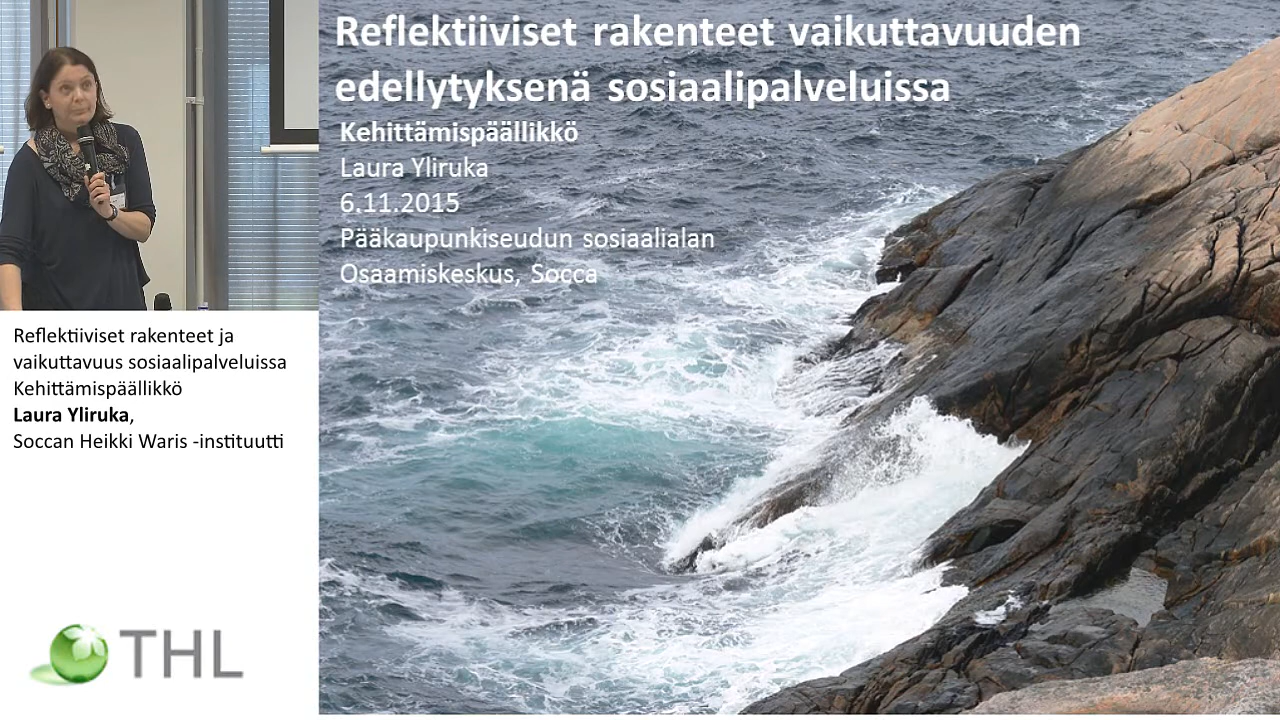 Reflektiiviset rakenteet vaikuttavuuden
edellytyksenä sosiaalipalveluissa
Kehittämispäällikkö
Laura Yliruka
6.11.2015
Pääkaupunkiseudun sosiaalialan
Osaamiskeskus, Socca
Reflektiiviset rakenteet ja
vaikuttavuus sosiaalipalveluissa
Kehittämispäällikkö
Laura Yliruka,
Soccan Heikki Waris -instituutti
THL